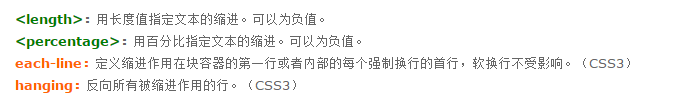 <length>：用长度值指定文本的缩进。可以为负值。
<percentage>：用百分比指定文本的缩进。可以为负值。
each-line：定义缩进作用在块容器的第一行或者内部的每个强制换行的首行，软换行不受影响。（CSS3）
hanging：反向所有被缩进作用的行。（CSS3）